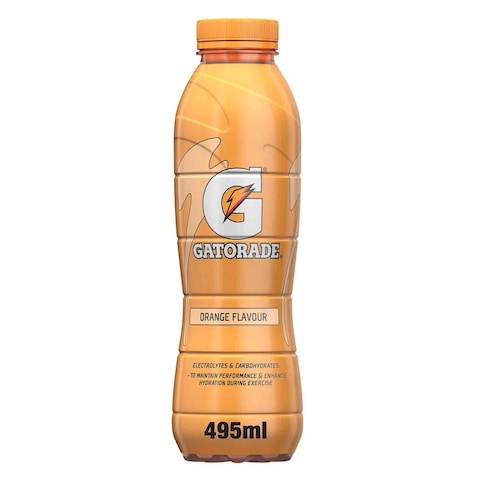 G
GATORADE®
ORANGE FLAVOUR
ELECTROLYTES & CARBOHYDRATES
- TO MAINTAIN PERFORMANCE & ENHANCE
HYDRATION DURING EXERCISE
495ml